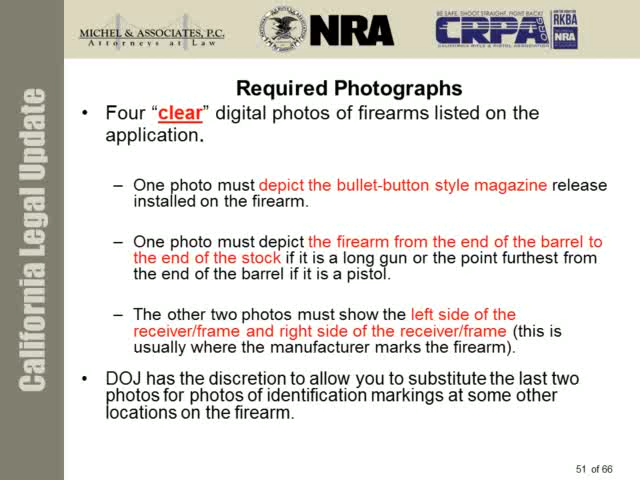 MICHEL & ASSOCIATES, P.C.
Attorneys at Law
NRA
BE SAFE, SHOOT STRAIGHT, FIGHT BACK!
CRPA
.ORG
CALIFORNIA RIFLE & PISTOL ASSOCIATION
RKBA
NRA
California Legal Update
Required Photographs
• Four “clear” digital photos of firearms listed on the
application.
– One photo must depict the bullet-button style magazine release
installed on the firearm.
– One photo must depict the firearm from the end of the barrel to
the end of the stock if it is a long gun or the point furthest from
the end of the barrel if it is a pistol.
– The other two photos must show the left side of the
receiver/frame and right side of the receiver/frame (this is
usually where the manufacturer marks the firearm).
• DOJ has the discretion to allow you to substitute the last two
photos for photos of identification markings at some other
locations on the firearm.
51 of 66